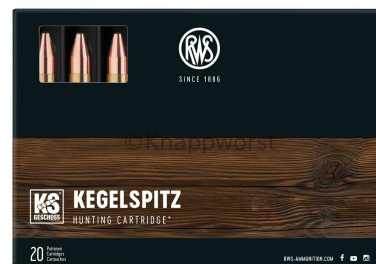 RWS
SINCE 1886
©Knappworst
KS
GESCHOSS
KEGELSPITZ
HUNTING CARTRIDGE*
20 Patronen
Cartridges
Cartouches
RWS-AMMUNITION.COM